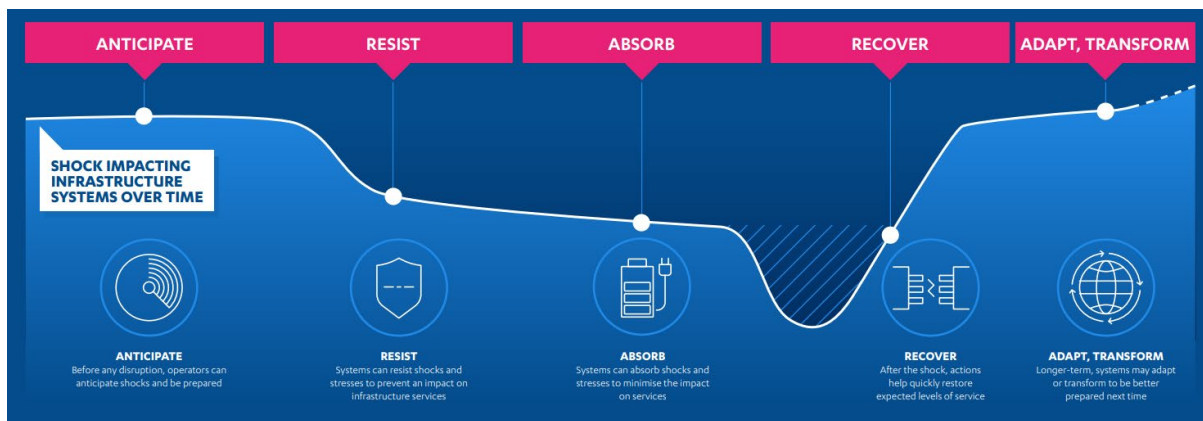 ANTICIPATE
RESIST
ABSORB
RECOVER
ADAPT, TRANSFORM
SHOCK IMPACTING
INFRASTRUCTURE
SYSTEMS OVER TIME
ANTICIPATE
Before any disruption, operators can
anticipate shocks and be prepared
RESIST
Systems can resist shocks and
stresses to prevent an impact on
infrastructure services
ABSORB
Systems can absorb shocks and
stresses to minimise the impact
on services
RECOVER
After the shock, actions
help quickly restore
expected levels of service
ADAPT, TRANSFORM
Longer-term, systems may adapt
or transform to be better
prepared next time